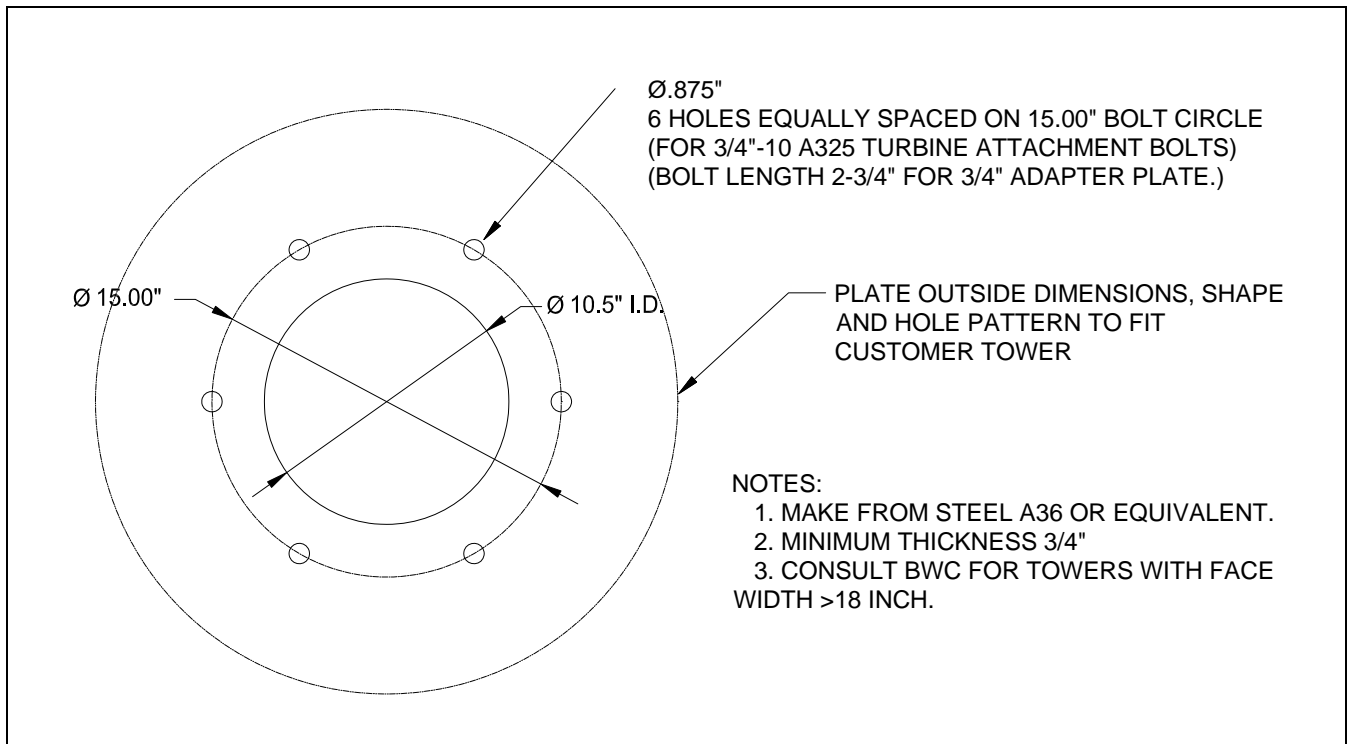 Ø.875"
6 HOLES EQUALLY SPACED ON 15.00" BOLT CIRCLE
(FOR 3/4"-10 A325 TURBINE ATTACHMENT BOLTS)
(BOLT LENGTH 2-3/4" FOR 3/4" ADAPTER PLATE.)
Ø 15.00"
Ø 10.5" I.D.
PLATE OUTSIDE DIMENSIONS, SHAPE
AND HOLE PATTERN TO FIT
CUSTOMER TOWER
NOTES:
1. MAKE FROM STEEL A36 OR EQUIVALENT.
2. MINIMUM THICKNESS 3/4"
3. CONSULT BWC FOR TOWERS WITH FACE
WIDTH >18 INCH.